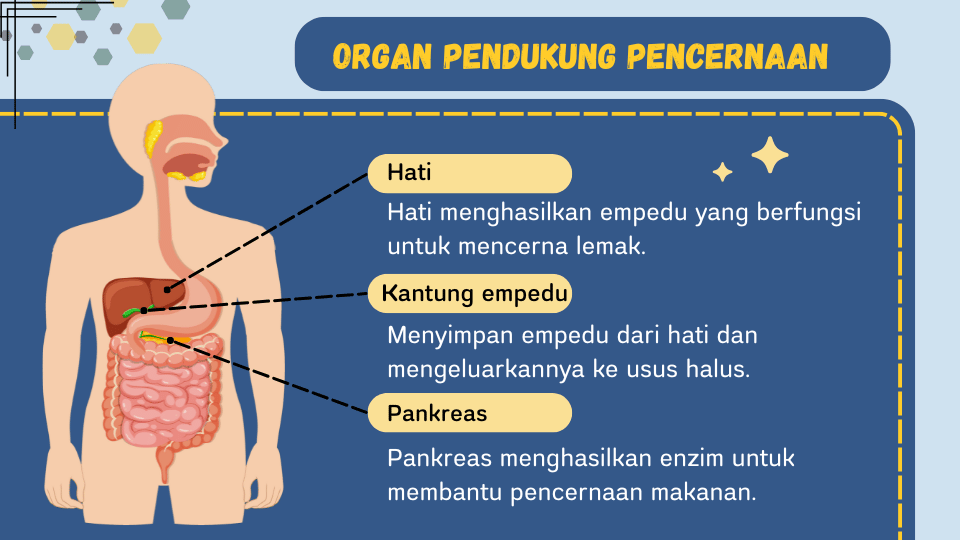 ORGAN PENDUKUNG PENCERNAAN
Hati
Hati menghasilkan empedu yang berfungsi
untuk mencerna lemak.
Kantung empedu
Menyimpan empedu dari hati dan
mengeluarkannya ke usus halus.
Pankreas
Pankreas menghasilkan enzim untuk
membantu pencernaan makanan.